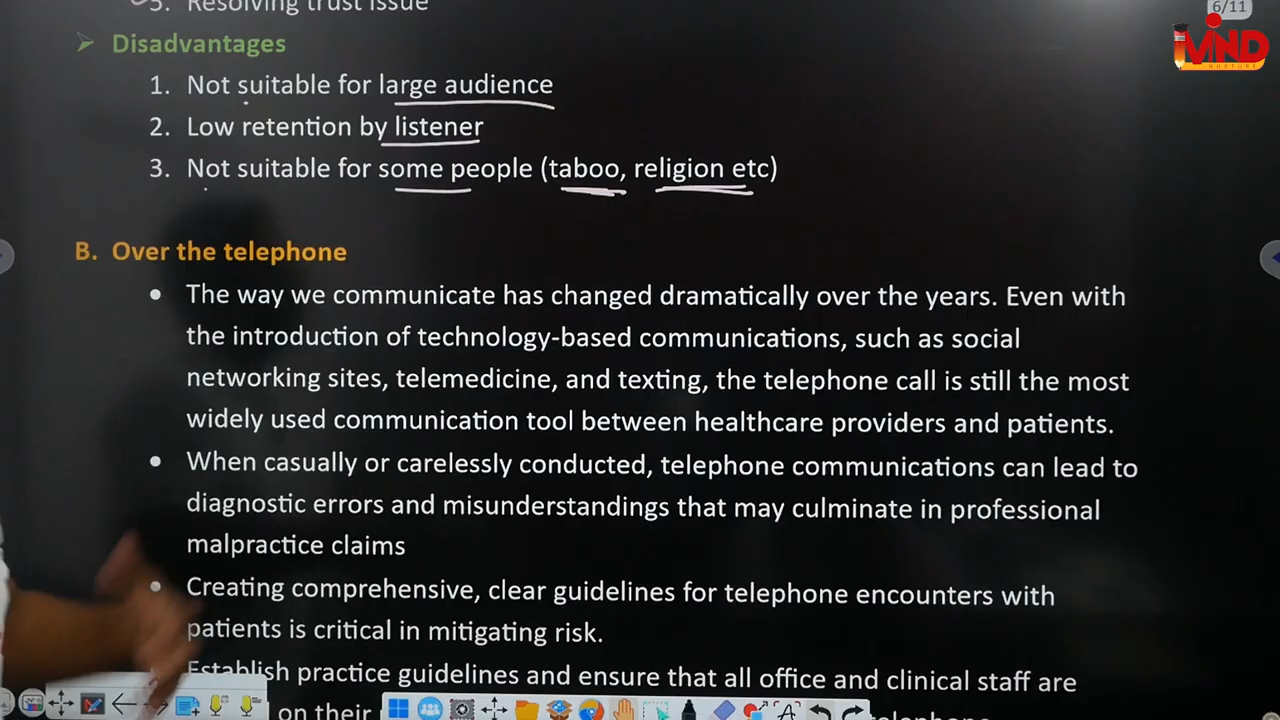 5. Resolving trust issue
6/11
MIND
NURTURE
➤ Disadvantages
1. Not suitable for large audience
2. Low retention by listener
3. Not suitable for some people (taboo, religion etc)
B. Over the telephone
• The way we communicate has changed dramatically over the years. Even with
the introduction of technology-based communications, such as social
networking sites, telemedicine, and texting, the telephone call is still the most
widely used communication tool between healthcare providers and patients.
• When casually or carelessly conducted, telephone communications can lead to
diagnostic errors and misunderstandings that may culminate in professional
malpractice claims
• Creating comprehensive, clear guidelines for telephone encounters with
patients is critical in mitigating risk.
Establish practice guidelines and ensure that all office and clinical staff are
on their